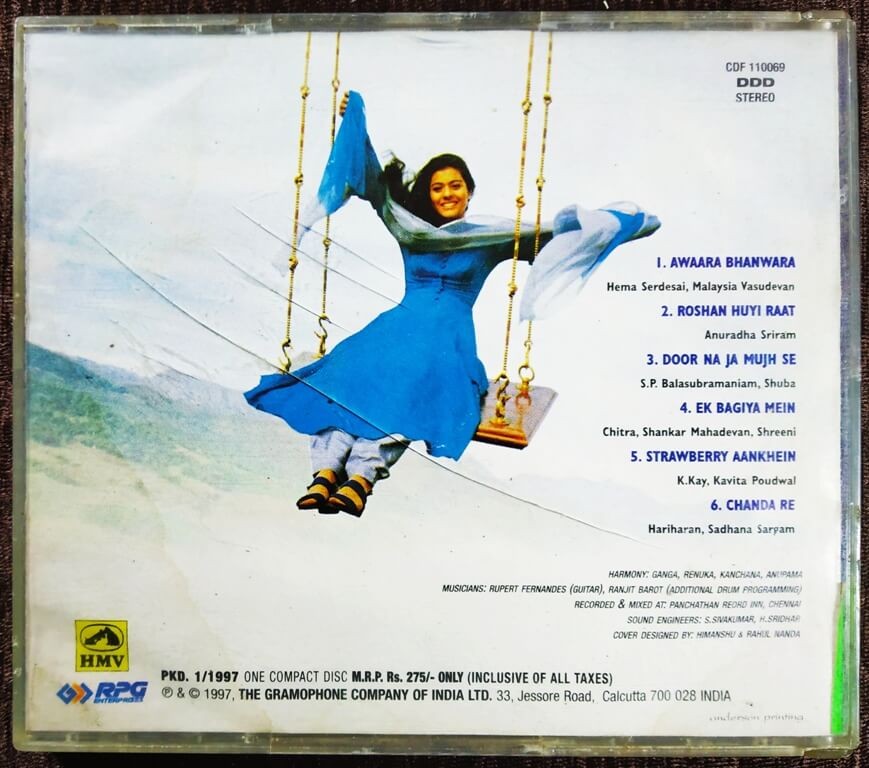 CDF 110069
DDD
STEREO
1. AWAARA BHANWARA
Hema Serdesai, Malaysia Vasudevan
2. ROSHAN HUYI RAAT
Anuradha Sriram
3. DOOR NA JA MUJH SE
S.P. Balasubramaniam, Shuba
4. EK BAGIYA MEIN
Chitra, Shankar Mahadevan, Shreeni
5. STRAWBERRY AANKHEIN
K.Kay, Kavita Poudwal
6. CHANDA RE
Hariharan, Sadhana Sargam
HARMONY: GANGA, RENUKA, KANCHANA, ANUPAMA
MUSICIANS: RUPERT FERNANDES (GUITAR), RANJIT BAROT (ADDITIONAL DRUM PROGRAMMING)
RECORDED & MIXED AT: PANCHATHAN REORD INN, CHENNAI
SOUND ENGINEERS: S.SIVAKUMAR, H.SRIDHAR
COVER DESIGNED BY: HIMANSHU & RAHUL NANDA
HMV
RPG
ENTERPRISES
PKD. 1/1997 ONE COMPACT DISC M.R.P. Rs. 275/- ONLY (INCLUSIVE OF ALL TAXES)
℗ & © 1997, THE GRAMOPHONE COMPANY OF INDIA LTD. 33, Jessore Road, Calcutta 700 028 INDIA
anderson printing